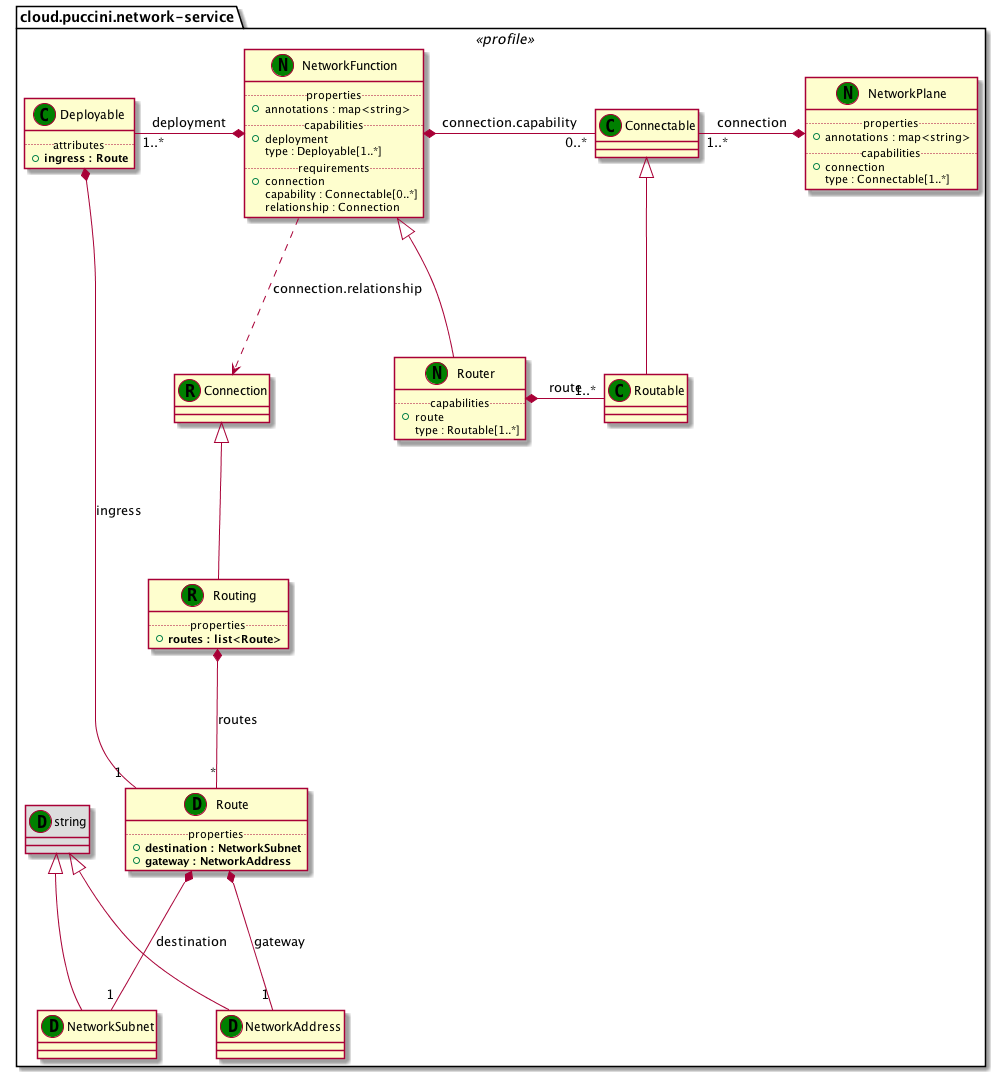 cloud.puccini.network-service
«profile»
N NetworkFunction
properties
annotations : map<string>
capabilities
deployment
type : Deployable[1..*]
requirements
connection
capability : Connectable[0..*]
relationship : Connection
C Deployable
attributes
ingress : Route
deployment
1..*
connection.capability
0..*
C Connectable
connection
1..*
N NetworkPlane
properties
annotations : map<string>
capabilities
connection
type : Connectable[1..*]
connection.relationship
R Connection
N Router
capabilities
route
type : Routable[1..*]
route
1..*
C Routable
ingress
R Routing
properties
routes : list<Route>
routes
1
*
D string
D Route
properties
destination : NetworkSubnet
gateway : NetworkAddress
destination
gateway
1
1
D NetworkSubnet
D NetworkAddress